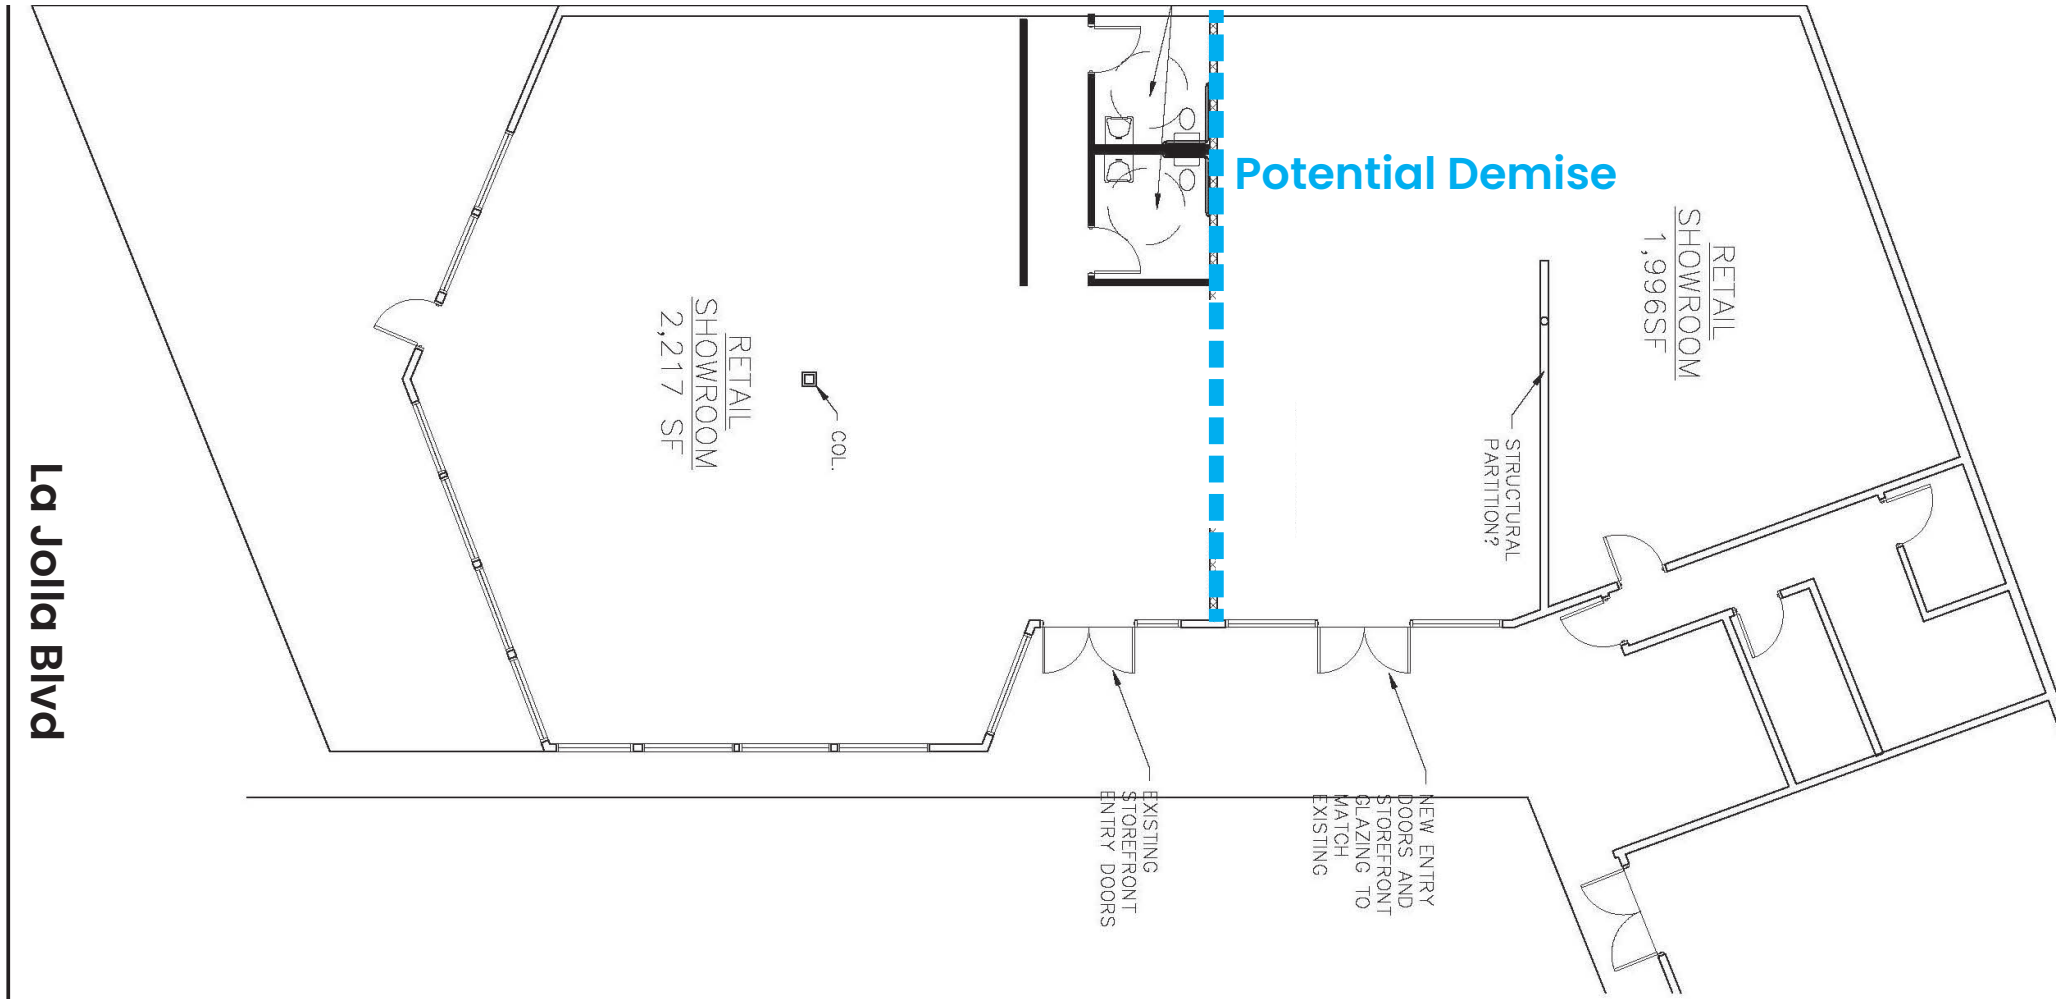 Potential Demise
RETAIL
SHOWROOM
1,996SF
RETAIL
SHOWROOM
2,217 SF
COL.
STRUCTURAL
PARTITION?
La Jolla Blvd
EXISTING
STOREFRONT
ENTRY DOORS
NEW ENTRY
DOORS AND
STOREFRONT
GLAZING TO
MATCH
EXISTING